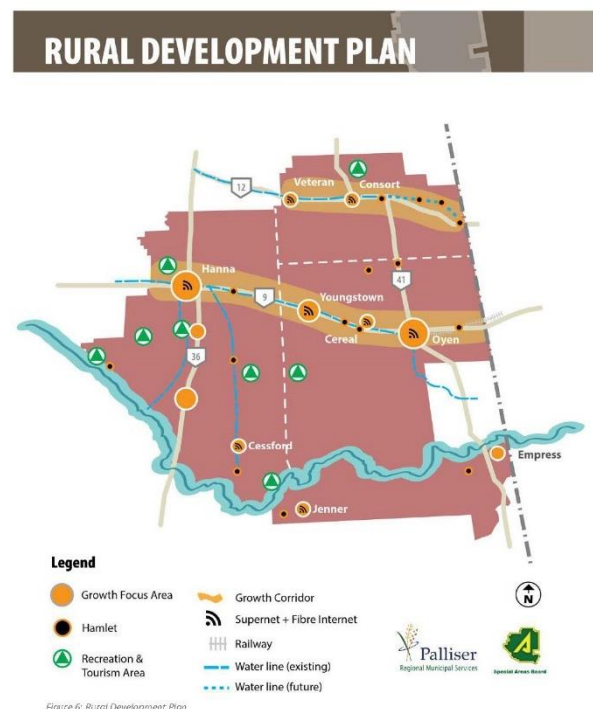 RURAL DEVELOPMENT PLAN
12
Veteran
Consort
Hanna
41
9
Youngstown
Cereal
Oyen
36
Cessford
Empress
Jenner
Legend
Growth Focus Area
Hamlet
Recreation &
Tourism Area
Growth Corridor
Supernet + Fibre Internet
Railway
Water line (existing)
Water line (future)
N
Palliser
Regional Municipal Services
Special Areas Board
Figure 6: Rural Development Plan